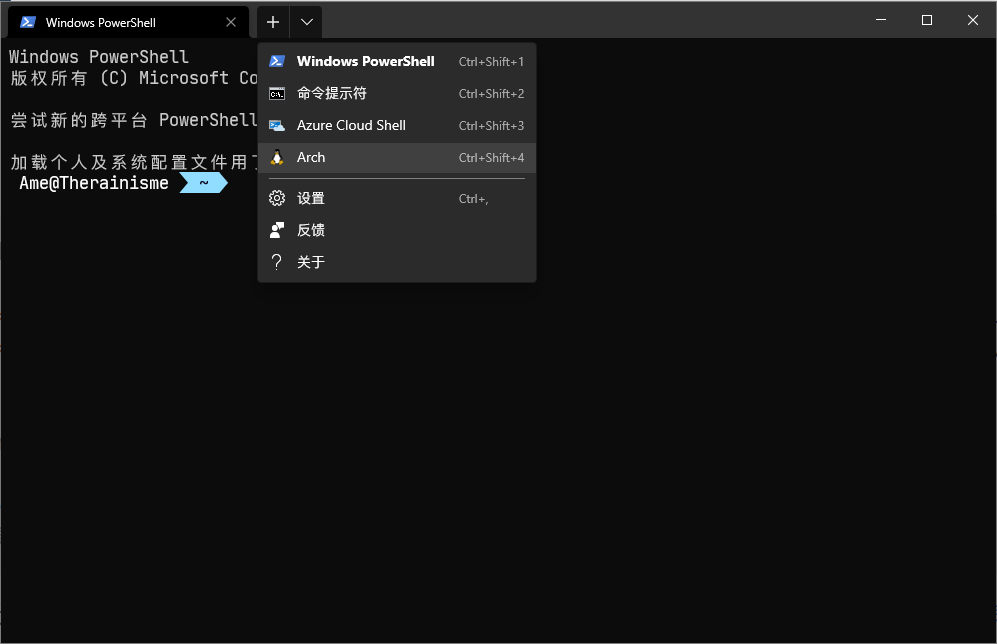 Windows PowerShell
Windows PowerShell
版权所有 (C) Microsoft Co
尝试新的跨平台 PowerShell
加载个人及系统配置文件用了
Ame@Therainisme ~
Windows PowerShell Ctrl+Shift+1
命令提示符 Ctrl+Shift+2
Azure Cloud Shell Ctrl+Shift+3
Arch Ctrl+Shift+4
设置 Ctrl+,
反馈
关于